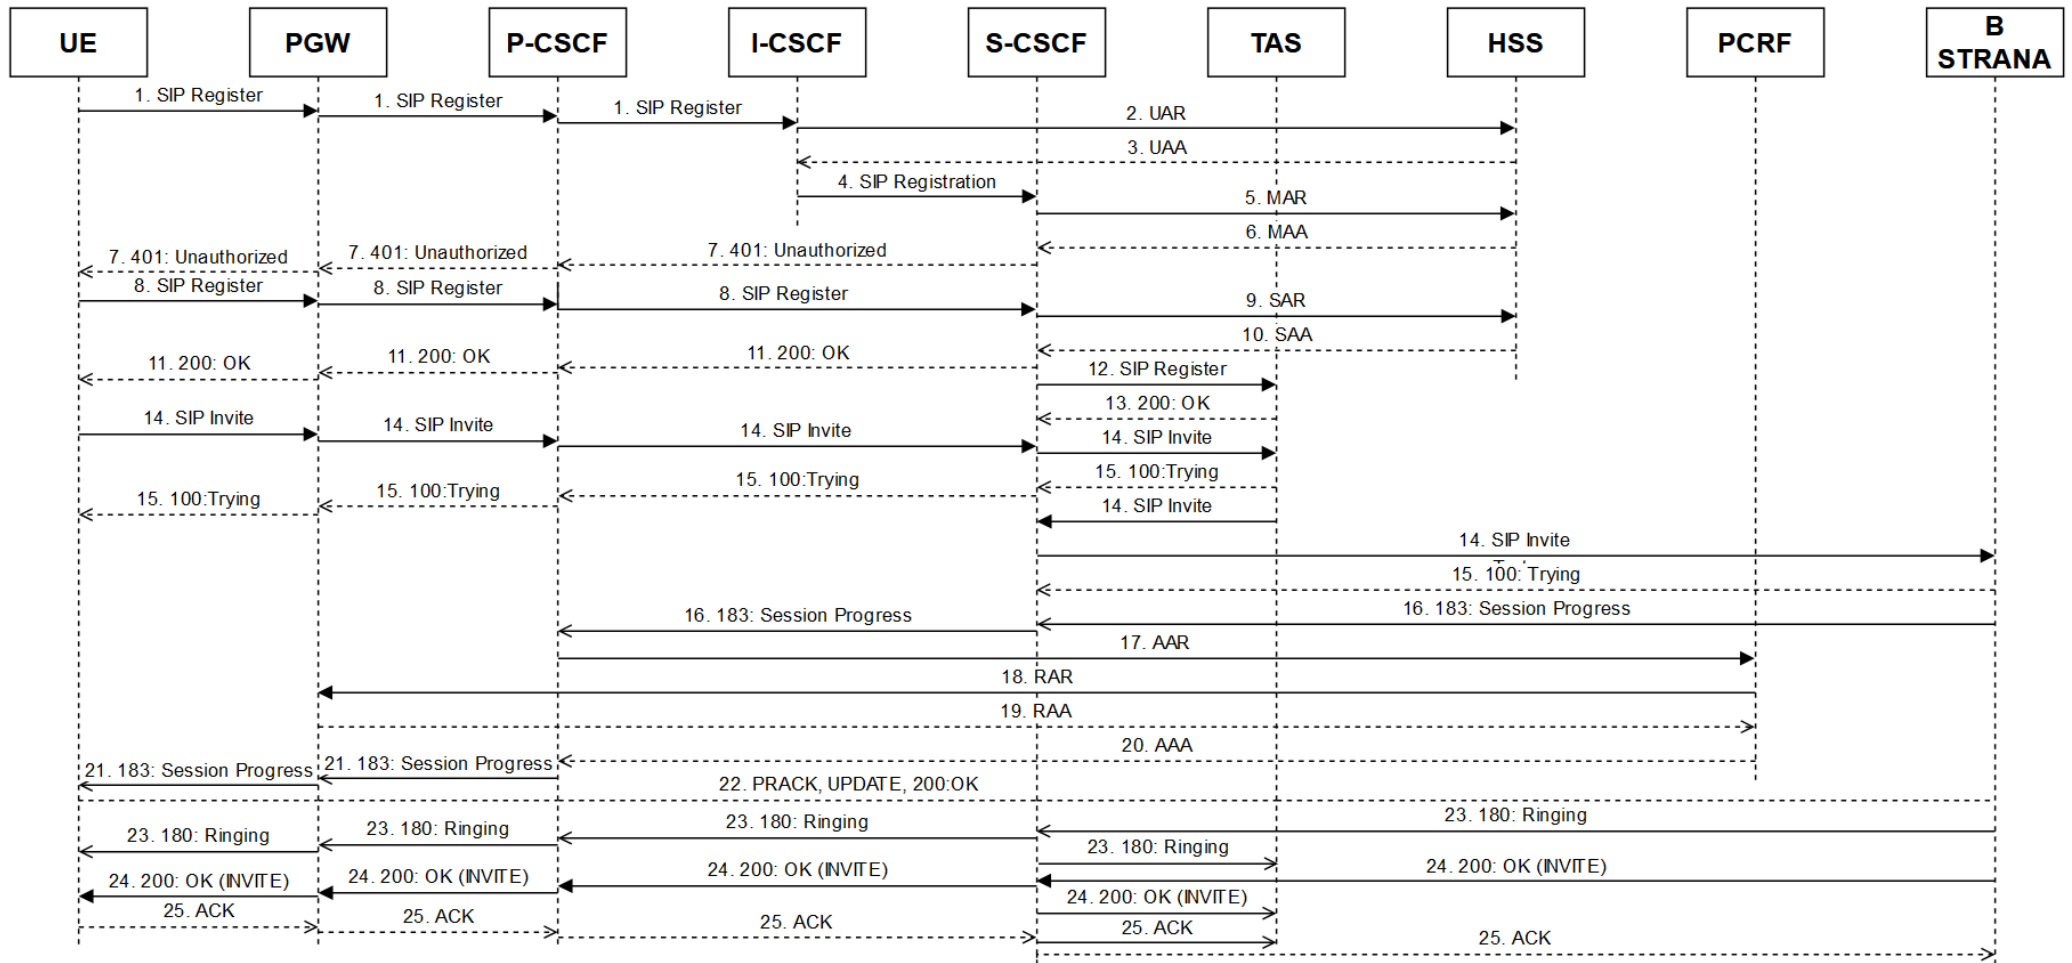 UE
PGW
P-CSCF
I-CSCF
S-CSCF
TAS
HSS
PCRF
B
STRANA
1. SIP Register
1. SIP Register
1. SIP Register
2. UAR
3. UAA
4. SIP Registration
5. MAR
6. MAA
7. 401: Unauthorized
7. 401: Unauthorized
7. 401: Unauthorized
8. SIP Register
8. SIP Register
8. SIP Register
9. SAR
10. SAA
11. 200: OK
11. 200: OK
11. 200: OK
12. SIP Register
13. 200: OK
14. SIP Invite
14. SIP Invite
14. SIP Invite
14. SIP Invite
15. 100:Trying
15. 100:Trying
15. 100:Trying
15. 100:Trying
14. SIP Invite
14. SIP Invite
15. 100: Trying
16. 183: Session Progress
16. 183: Session Progress
17. AAR
18. RAR
19. RAA
20. AAA
21. 183: Session Progress
21. 183: Session Progress
22. PRACK, UPDATE, 200:OK
23. 180: Ringing
23. 180: Ringing
23. 180: Ringing
23. 180: Ringing
23. 180: Ringing
24. 200: OK (INVITE)
24. 200: OK (INVITE)
24. 200: OK (INVITE)
24. 200: OK (INVITE)
24. 200: OK (INVITE)
25. ACK
25. ACK
25. ACK
25. ACK
25. ACK